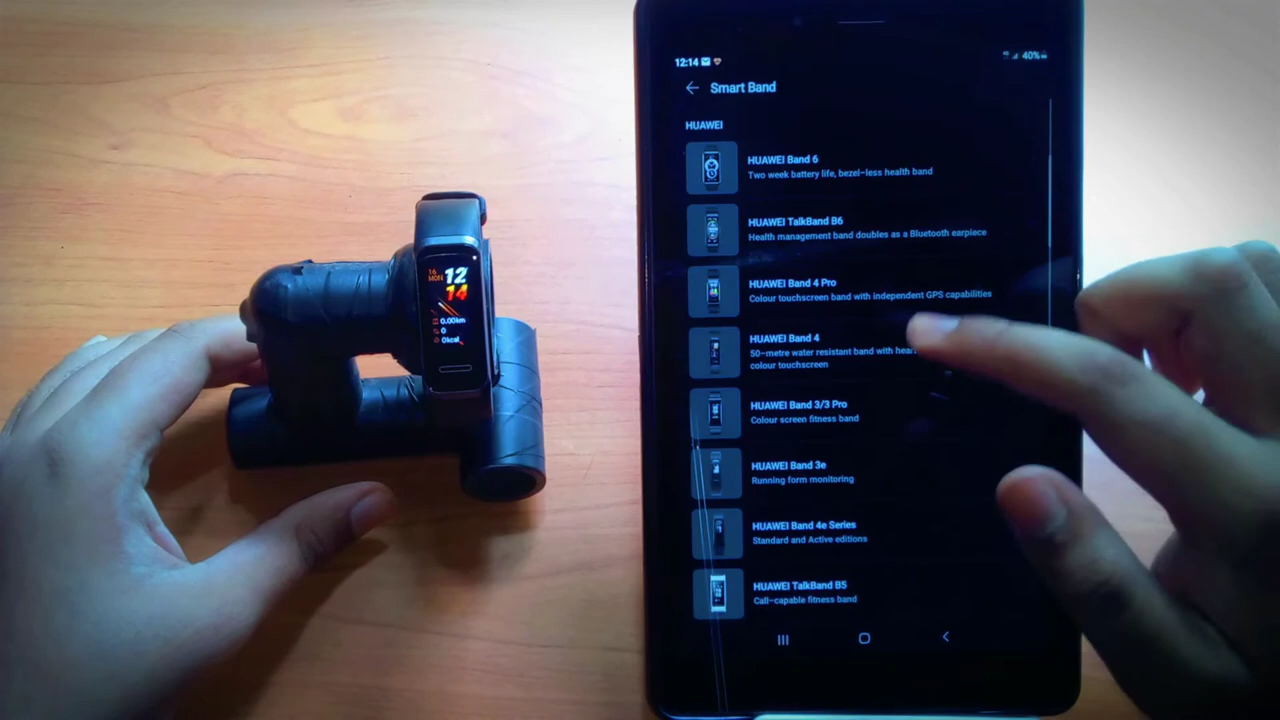 16
MON
12
14
0.00km
0
0kcal
12:14
40%
Smart Band
HUAWEI
HUAWEI Band 6
Two week battery life, bezel-less health band
HUAWEI TalkBand B6
Health management band doubles as a Bluetooth earpiece
HUAWEI Band 4 Pro
Colour touchscreen band with independent GPS capabilities
HUAWEI Band 4
50-metre water resistant band with
colour touchscreen
HUAWEI Band 3/3 Pro
Colour screen fitness band
HUAWEI Band 3e
Running form monitoring
HUAWEI Band 4e Series
Standard and Active editions
HUAWEI TalkBand B5
Call-capable fitness band